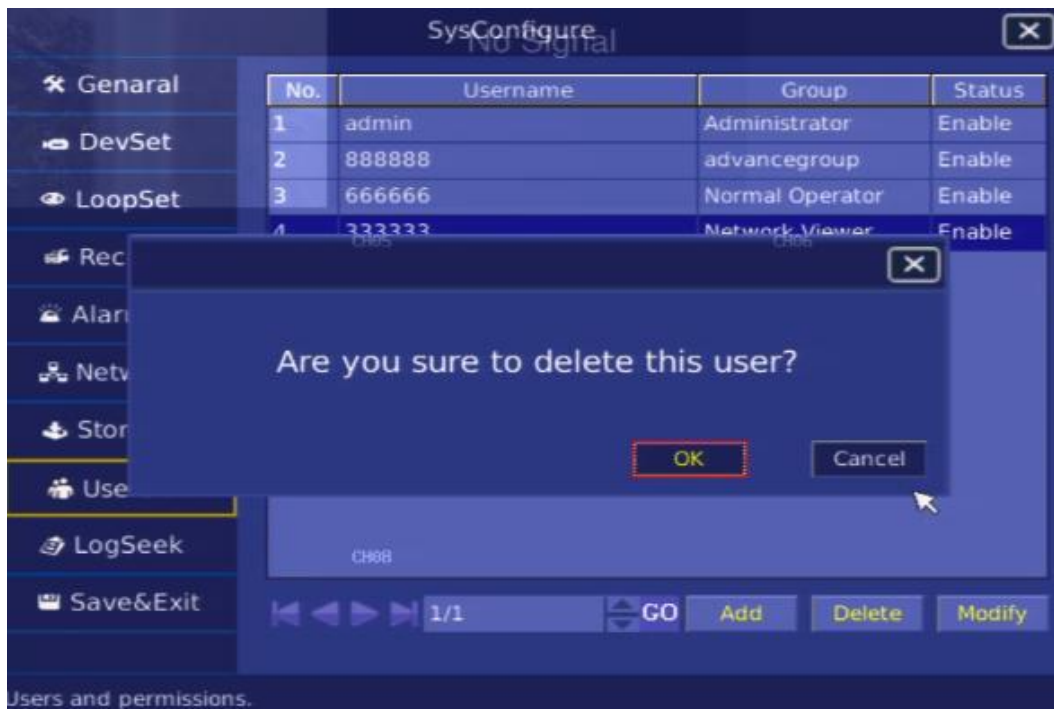 SysConfigure
No Signal
Genaral
DevSet
LoopSet
Rec
Alar
Netw
Stor
Use
LogSeek
Save&Exit
No. Username Group Status
1 admin Administrator Enable
2 888888 advancegroup Enable
3 666666 Normal Operator Enable
4 333333 Network Viewer Enable
CH05 CH06
Are you sure to delete this user?
OK Cancel
CH08
1/1 GO Add Delete Modify
Users and permissions.